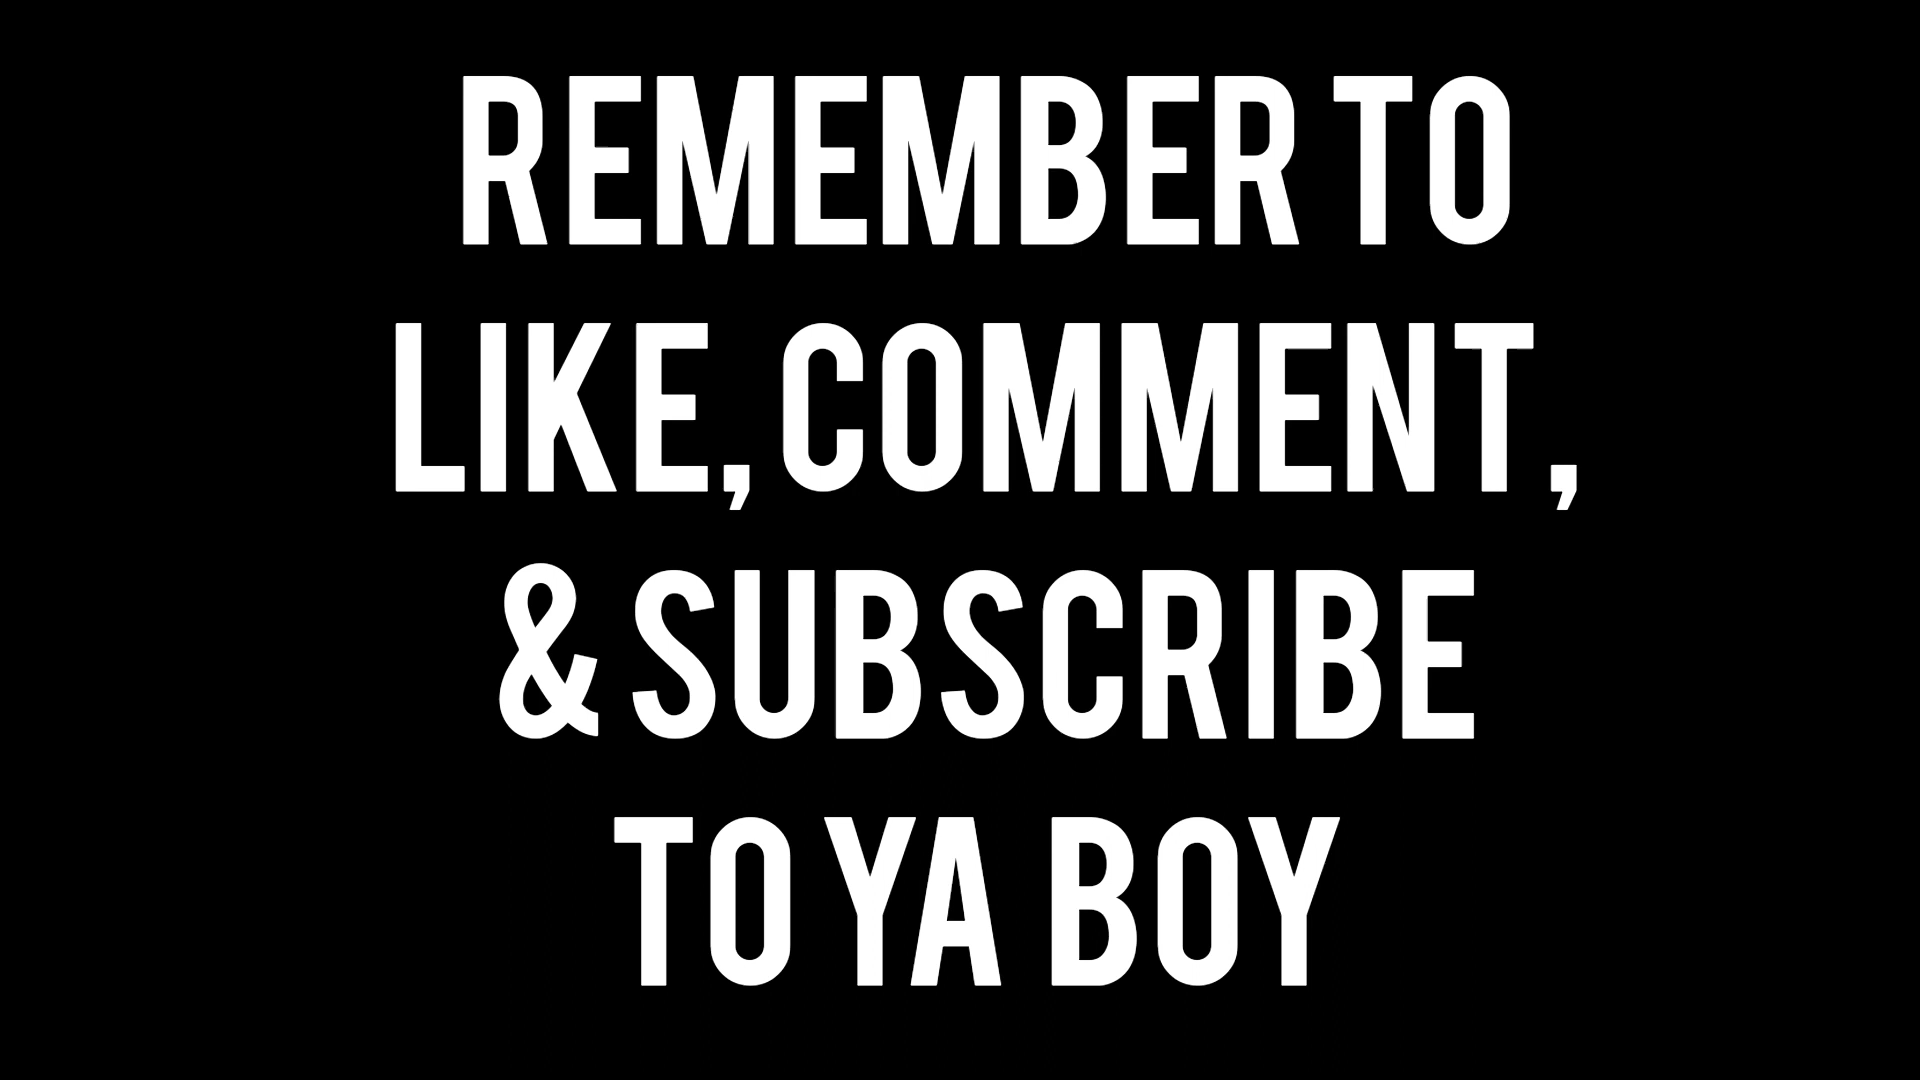 REMEMBER TO
LIKE, COMMENT,
& SUBSCRIBE
TO YA BOY